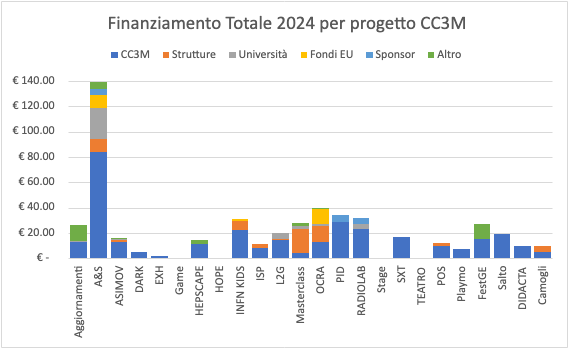 Finanziamento Totale 2024 per progetto CC3M
CC3M Strutture Università Fondi EU Sponsor Altro
€ 140.00
€ 120.00
€ 100.00
€ 80.00
€ 60.00
€ 40.00
€ 20.00
€ -
Aggiornamenti
A&S
ASIMOV
DARK
EXH
Game
HEPSCAPE
HOPE
INFN KIDS
ISP
L2G
Masterclass
OCRA
PID
RADIOLAB
Stage
SXT
TEATRO
POS
Playmo
FestGE
Salto
DIDACTA
Camogli